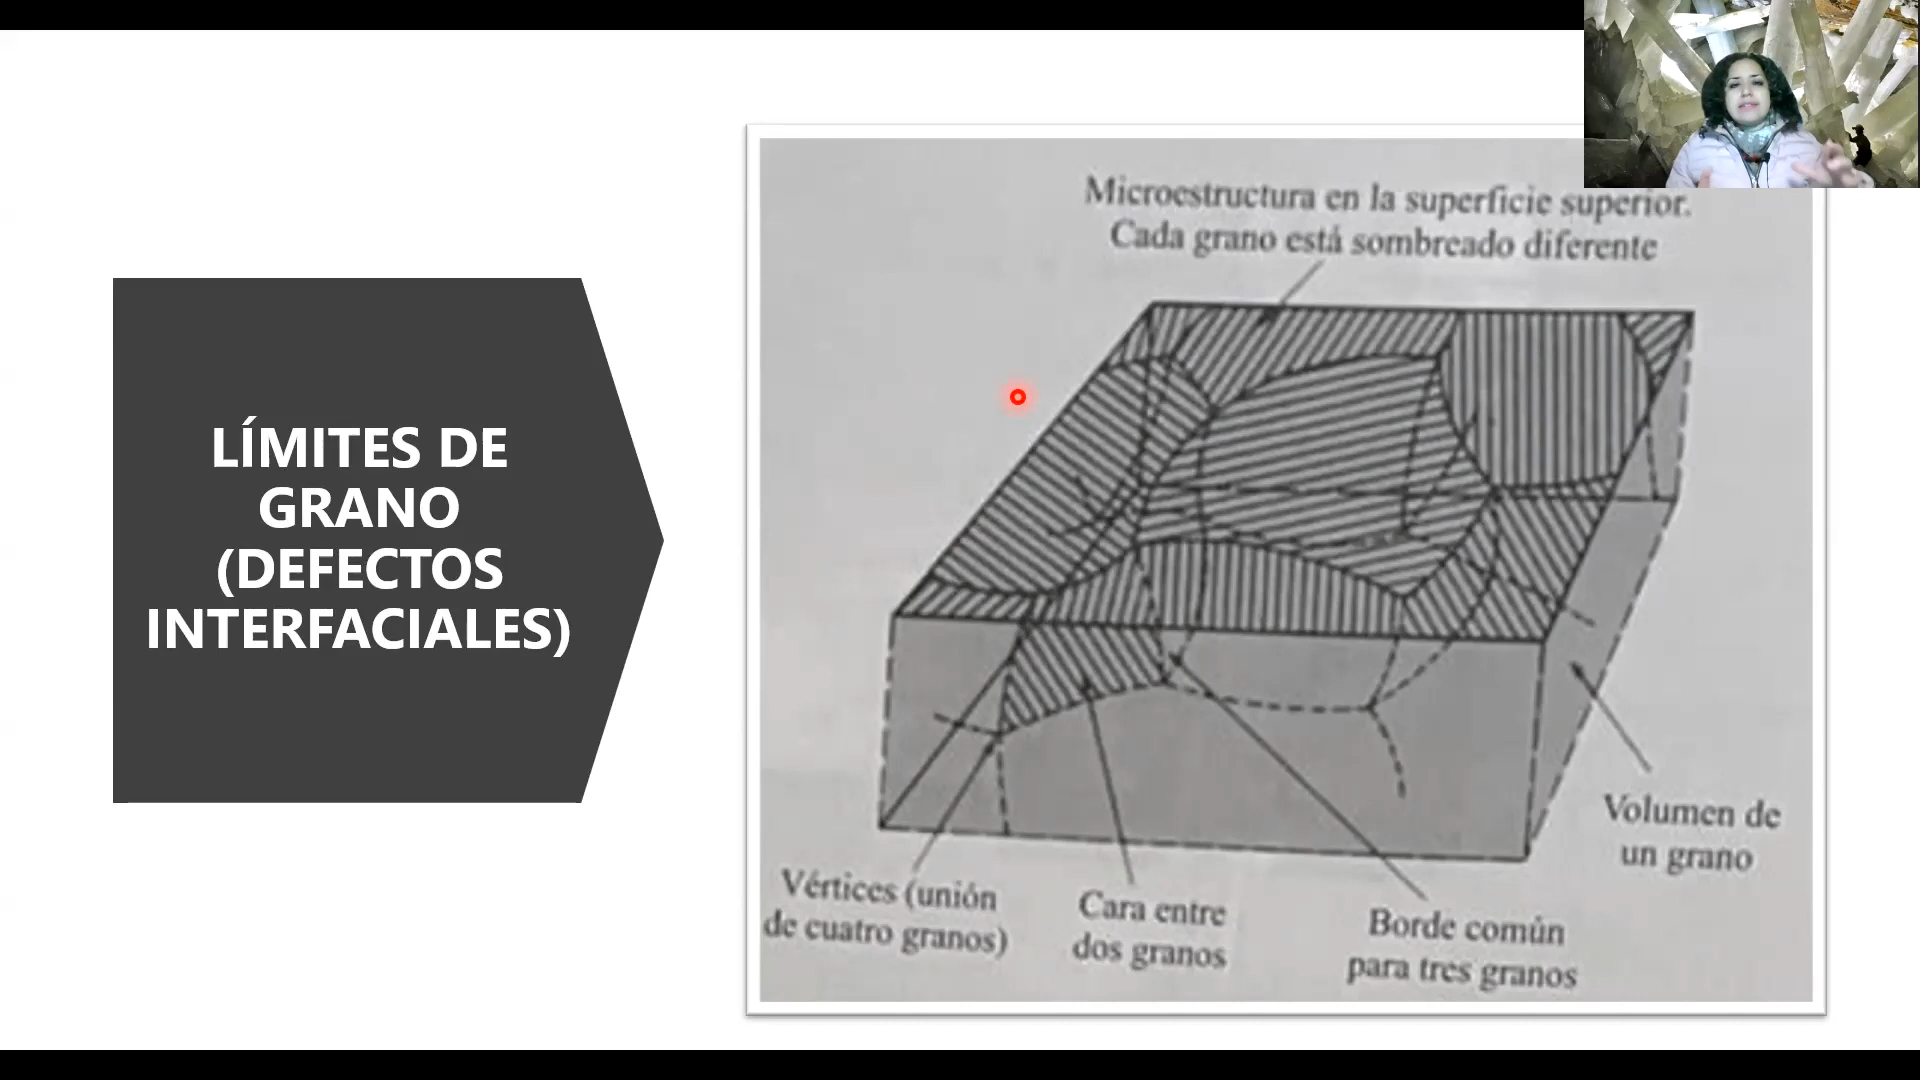 LÍMITES DE
GRANO
(DEFECTOS
INTERFACIALES)
Microestructura en la superficie superior.
Cada grano está sombreado diferente
Volumen de
un grano
Vértices (unión
de cuatro granos)
Cara entre
dos granos
Borde común
para tres granos